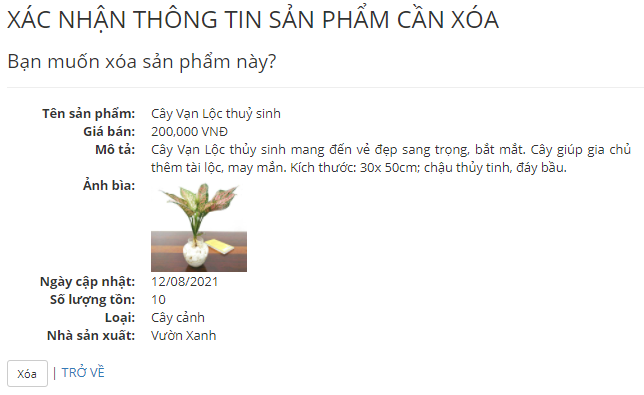 XÁC NHẬN THÔNG TIN SẢN PHẨM CẦN XÓA
Bạn muốn xóa sản phẩm này?
Tên sản phẩm: Cây Vạn Lộc thuỷ sinh
Giá bán: 200,000 VNĐ
Mô tả: Cây Vạn Lộc thủy sinh mang đến vẻ đẹp sang trọng, bắt mắt. Cây giúp gia chủ
thêm tài lộc, may mắn. Kích thước: 30x 50cm; chậu thủy tinh, đáy bầu.
Ảnh bìa:
Ngày cập nhật: 12/08/2021
Số lượng tồn: 10
Loại: Cây cảnh
Nhà sản xuất: Vườn Xanh
Xóa | TRỞ VỀ